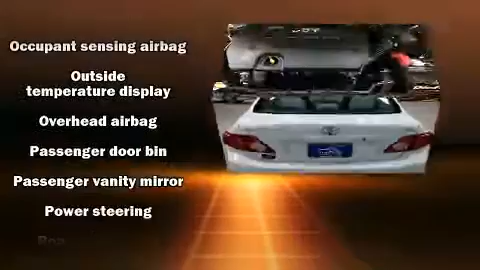 Occupant sensing airbag
Outside
temperature display
Overhead airbag
Passenger door bin
Passenger vanity mirror
Power steering